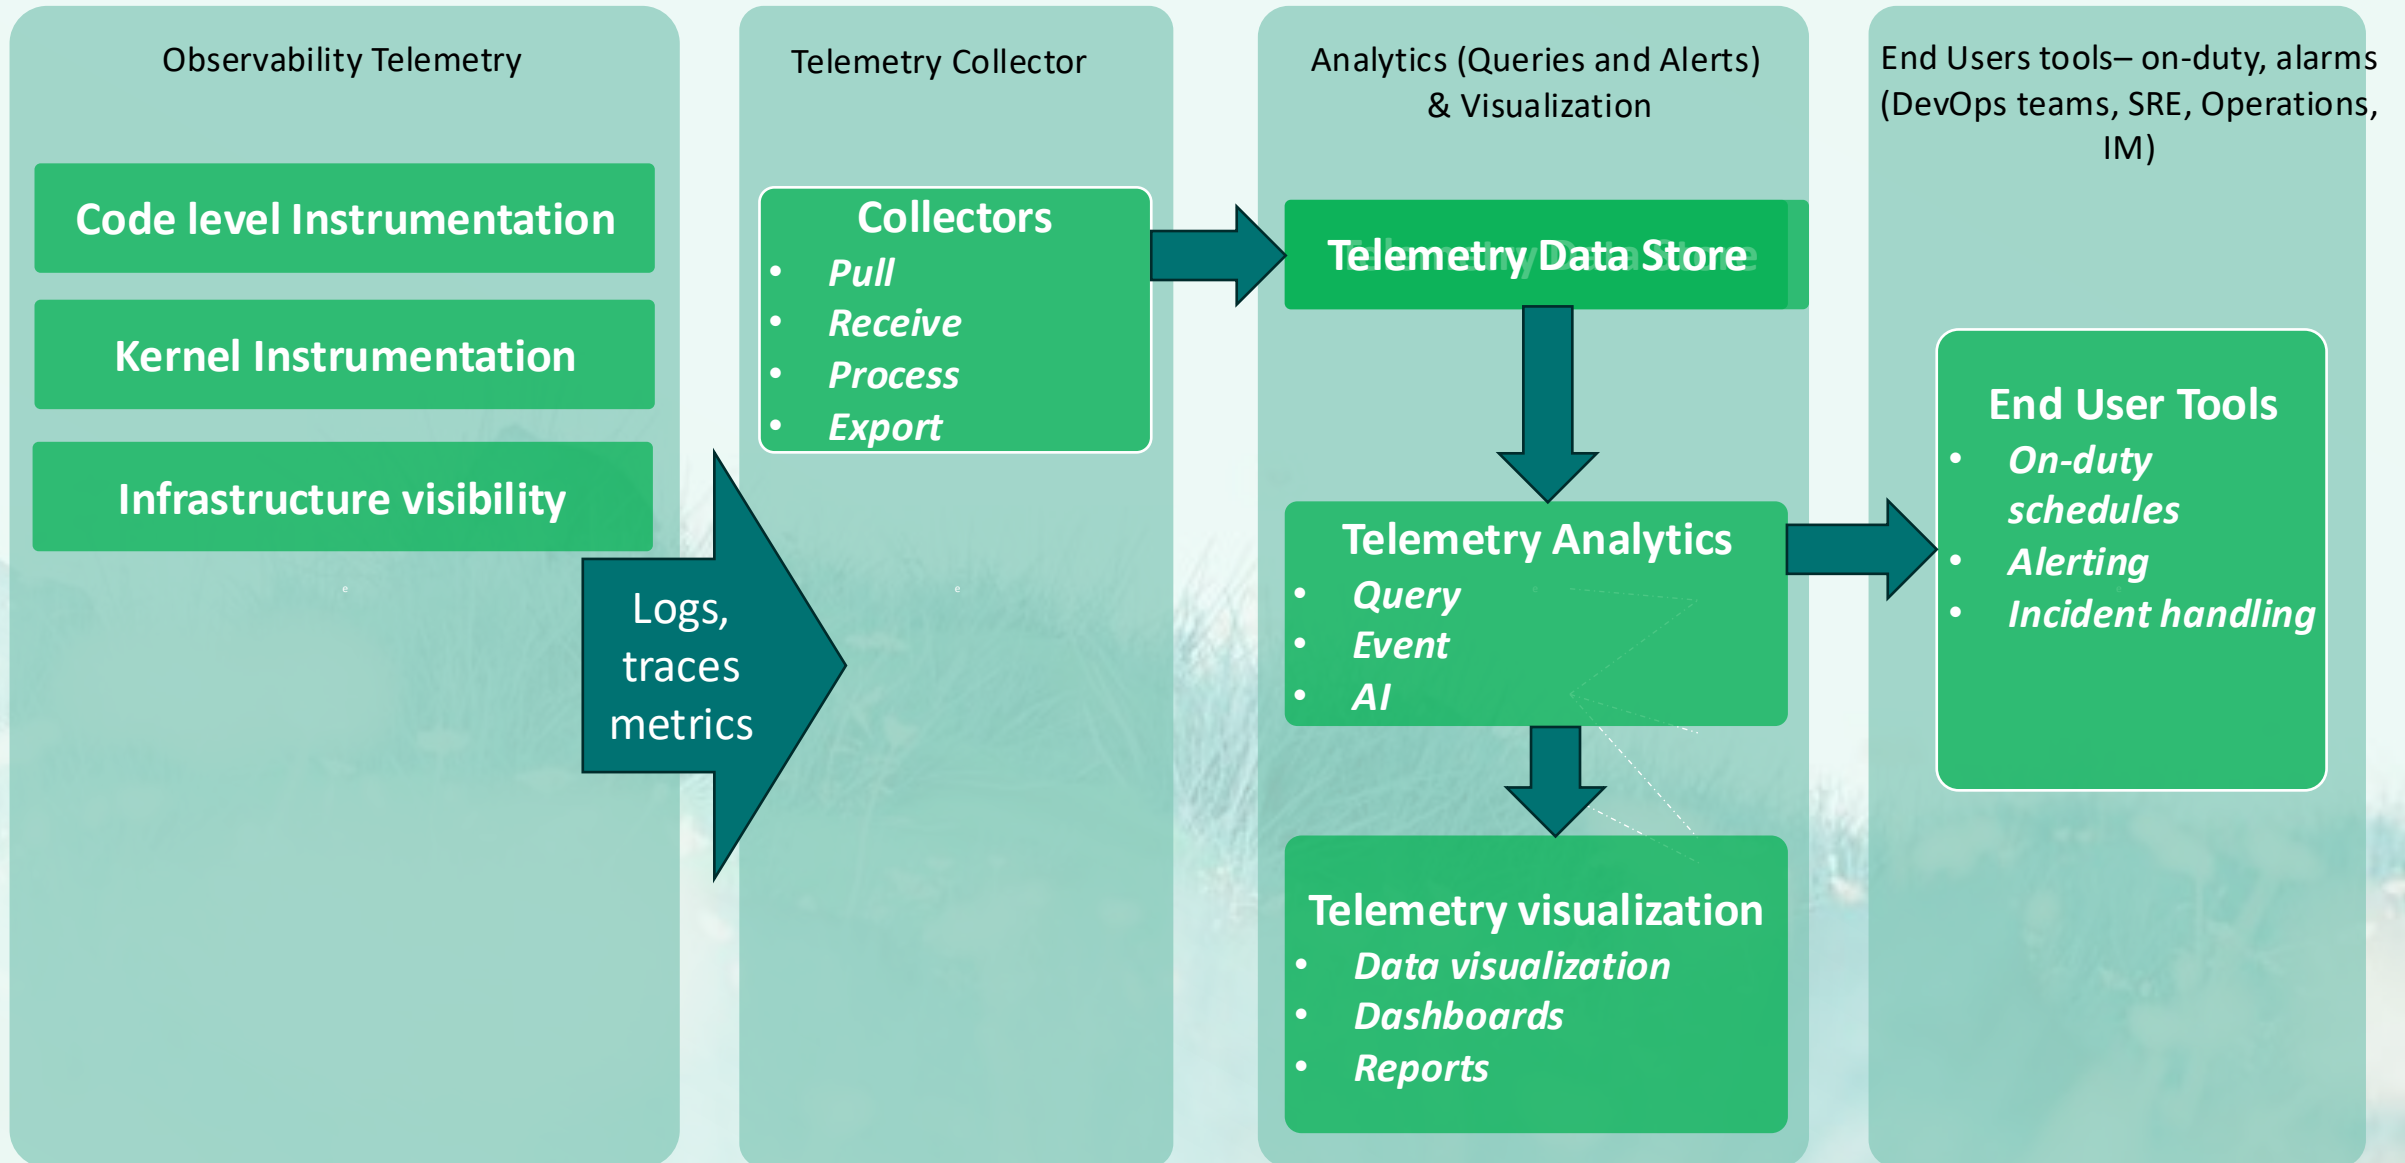 Observability Telemetry
Code level Instrumentation
Kernel Instrumentation
Infrastructure visibility
e
Logs,
traces
metrics
Telemetry Collector
Collectors
• Pull
• Receive
• Process
• Export
e
Analytics (Queries and Alerts)
& Visualization
Telemetry Data Store
Telemetry Analytics
• Query
• Event
• AI
e
Telemetry visualization
• Data visualization
• Dashboards
• Reports
End Users tools– on-duty, alarms
(DevOps teams, SRE, Operations,
IM)
End User Tools
• On-duty
schedules
• Alerting
• Incident handling